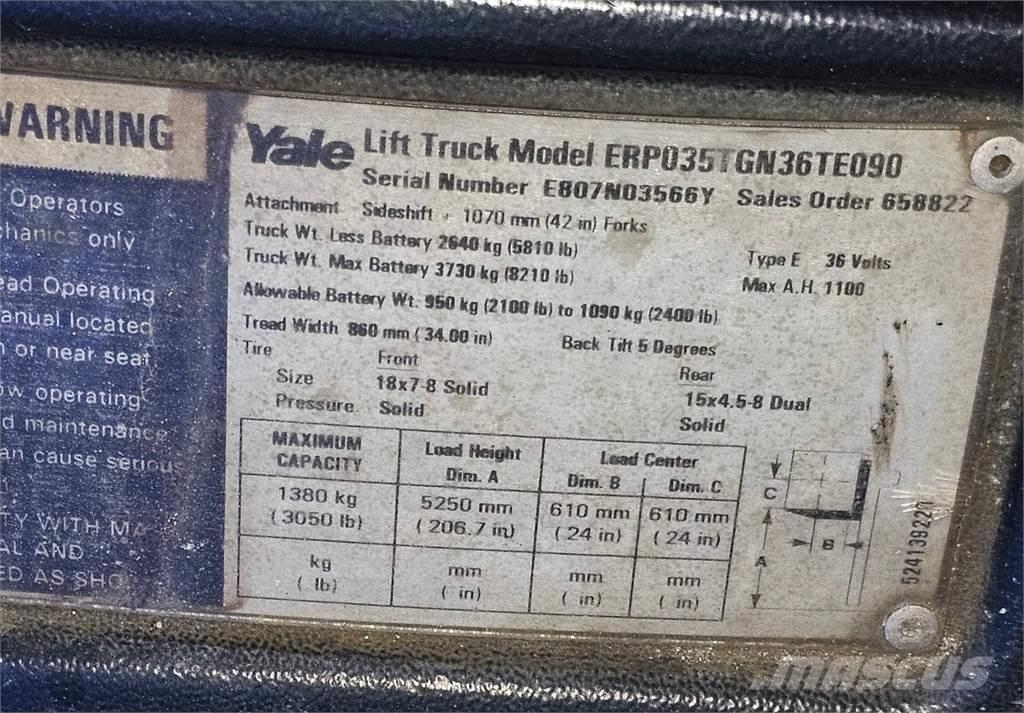 WARNING
Operators
chanics only
ead Operating
anual located
n or near seat
ow operating
d maintenance
an cause seriou
TY WITH MA
AL AND
ED AS SHO
Yale Lift Truck Model ERP035TGN36TE090
Serial Number E807N03566Y Sales Order 658822
Attachment Sideshift + 1070 mm (42 in) Forks
Truck Wt. Less Battery 2640 kg (5810 lb) Type E 36 Volts
Truck Wt. Max Battery 3730 kg (8210 lb) Max A.H. 1100
Allowable Battery Wt. 950 kg (2100 lb) to 1090 kg (2400 lb)
Tread Width 860 mm (34.00 in) Back Tilt 5 Degrees
Tire Front Rear
Size 18x7-8 Solid 15x4.5-8 Dual
Pressure Solid Solid
MAXIMUM CAPACITY
Load Height Dim. A
Load Center
Dim. B Dim. C
1380 kg 5250 mm 610 mm 610 mm
(3050 lb) (206.7 in) (24 in) (24 in)
kg mm mm mm
( lb) ( in) ( in) ( in)
C
B
A
524139220
mascus